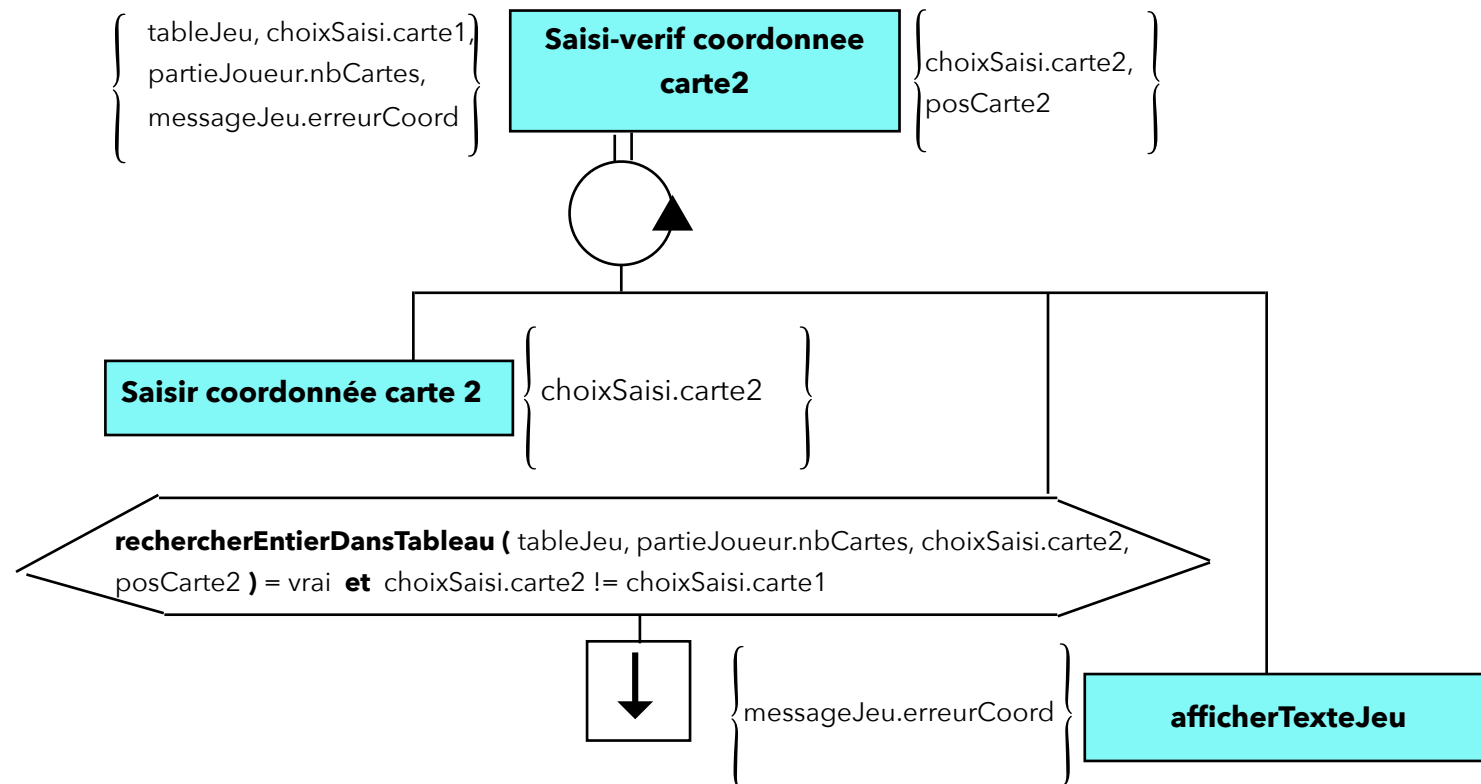 tableJeu, choixSaisi.carte1,
partieJoueur.nbCartes,
messageJeu.erreurCoord
Saisi-verif coordonnee
carte2
choixSaisi.carte2,
posCarte2
Saisir coordonnée carte 2
choixSaisi.carte2
rechercherEntierDansTableau ( tableJeu, partieJoueur.nbCartes, choixSaisi.carte2,
posCarte2 ) = vrai et choixSaisi.carte2 != choixSaisi.carte1
messageJeu.erreurCoord
afficherTexteJeu